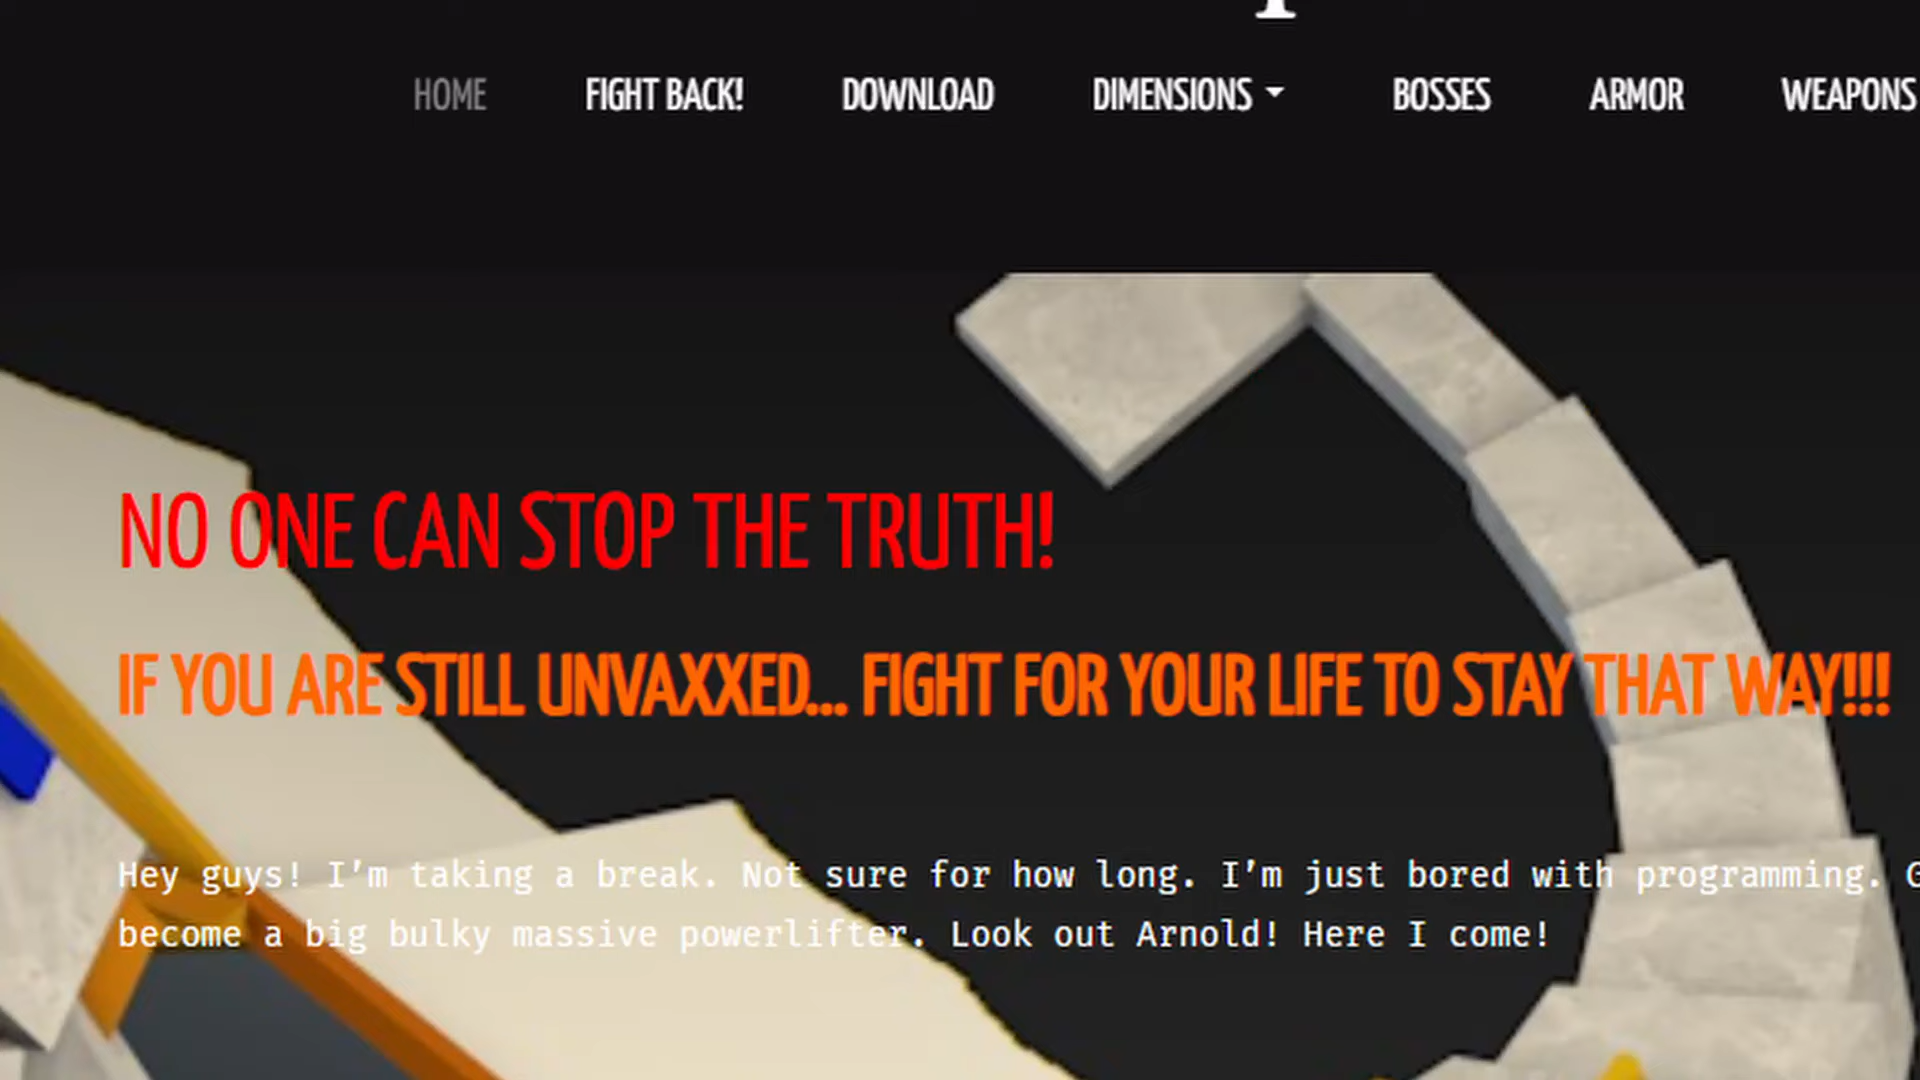 HOME FIGHT BACK! DOWNLOAD DIMENSIONS BOSSES ARMOR WEAPONS
NO ONE CAN STOP THE TRUTH!
IF YOU ARE STILL UNVAXXED... FIGHT FOR YOUR LIFE TO STAY THAT WAY!!!
Hey guys! I’m taking a break. Not sure for how long. I’m just bored with programming.
become a big bulky massive powerlifter. Look out Arnold! Here I come!